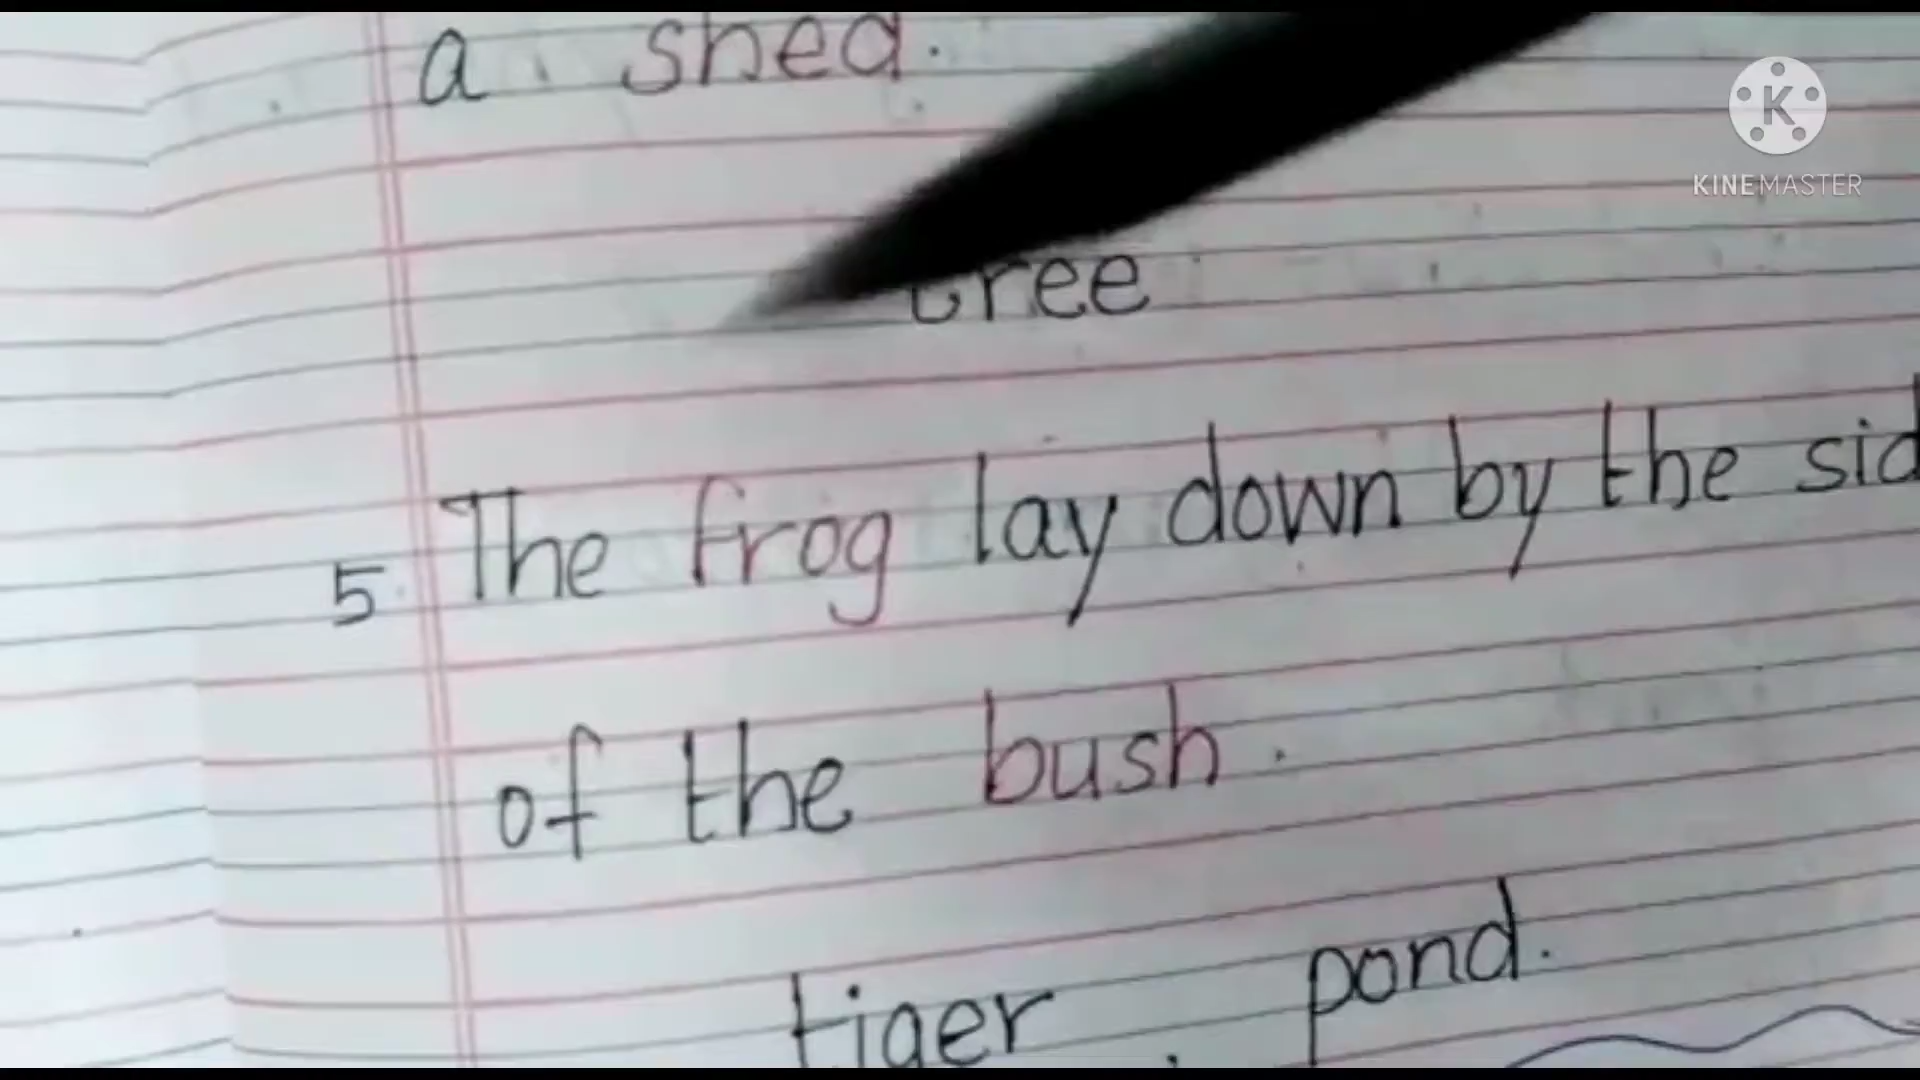 a shed.
K
KINEMASTER
tree
5. The frog lay down by the sid
of the bush.
tiger, pond.